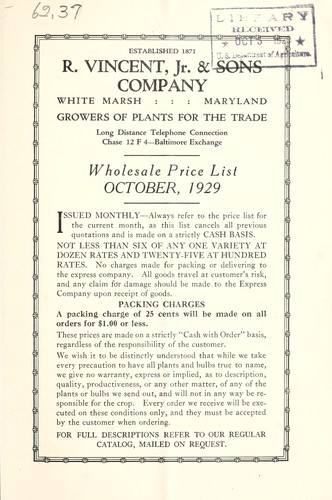 62,37
LIBRARY
RECEIVED
★ OCT 5 ★
U. S. Department of Agriculture.
ESTABLISHED 1871
R. VINCENT, Jr. & SONS
COMPANY
WHITE MARSH : : : MARYLAND
GROWERS OF PLANTS FOR THE TRADE
Long Distance Telephone Connection
Chase 12 F 4—Baltimore Exchange
Wholesale Price List
OCTOBER, 1929
ISSUED MONTHLY—Always refer to the price list for
the current month, as this list cancels all previous
quotations and is made on a strictly CASH BASIS.
NOT LESS THAN SIX OF ANY ONE VARIETY AT
DOZEN RATES AND TWENTY-FIVE AT HUNDRED
RATES. No charges made for packing or delivering to
the express company. All goods travel at customer's risk,
and any claim for damage should be made to the Express
Company upon receipt of goods.
PACKING CHARGES
A packing charge of 25 cents will be made on all
orders for $1.00 or less.
These prices are made on a strictly "Cash with Order" basis,
regardless of the responsibility of the customer.
We wish it to be distinctly understood that while we take
every precaution to have all plants and bulbs true to name,
we give no warranty, express or implied, as to description,
quality, productiveness, or any other matter, of any of the
plants or bulbs we send out, and will not in any way be re-
sponsible for the crop. Every order we receive will be exe-
cuted on these conditions only, and they must be accepted
by the customer when ordering.
FOR FULL DESCRIPTIONS REFER TO OUR REGULAR
CATALOG, MAILED ON REQUEST.